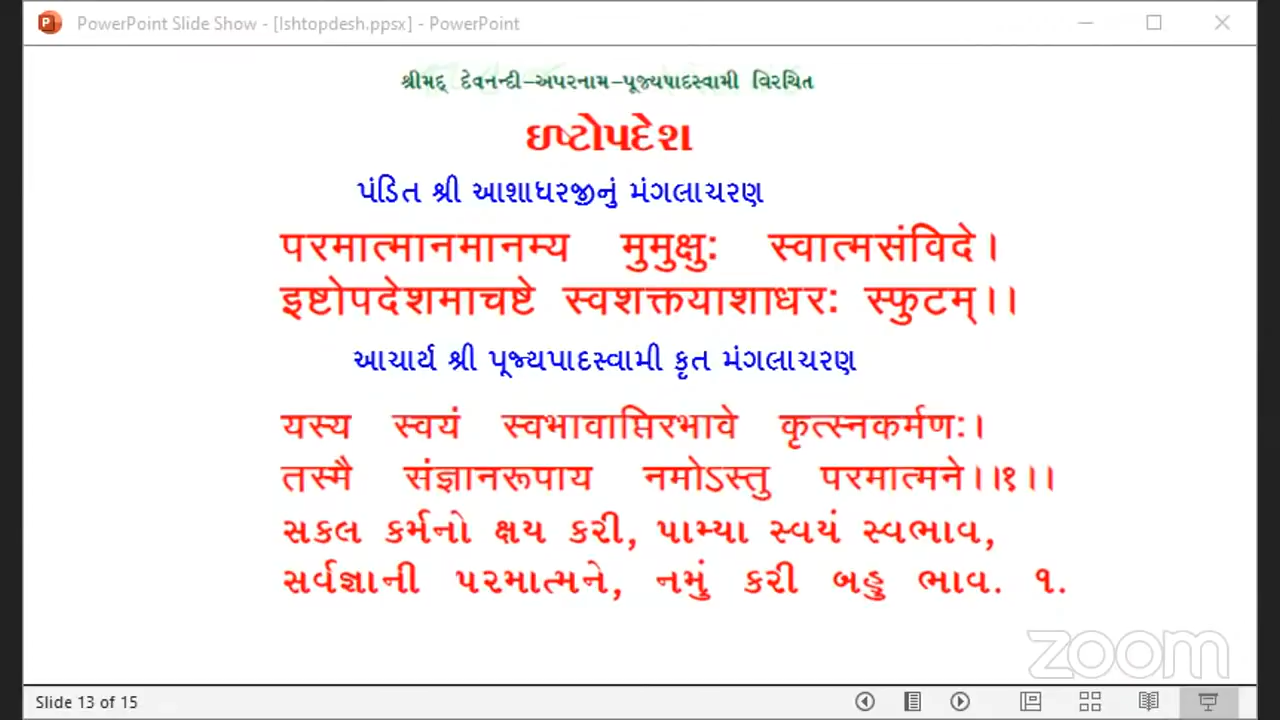 PowerPoint Slide Show - [Ishtopdesh.ppsx] - PowerPoint
શ્રીમદ્ દેવનન્દી-અપરનામ-પૂજ્યપાદસ્વામી વિરચિત
ઇષ્ટોપદેશ
પંડિત શ્રી આશાધરજીનું મંગલાચરણ
परमात्मानमानम्य मुमुक्षुः स्वात्मसंविदे।
इष्टोपदेशमाचष्टे स्वशक्तयाशाधरः स्फुटम्।।
આચાર્ય શ્રી પૂજ્યપાદસ્વામી કૃત મંગલાચરણ
यस्य स्वयं स्वभावाप्तिरभावे कृत्स्नकर्मणः।
तस्मै संज्ञानरूपाय नमोऽस्तु परमात्मने।।१।।
સકલ કર્મનો ક્ષય કરી, પામ્યા સ્વયં સ્વભાવ,
સર્વજ્ઞાની પરમાત્મને, નમું કરી બહુ ભાવ. ૧.
zoom
Slide 13 of 15